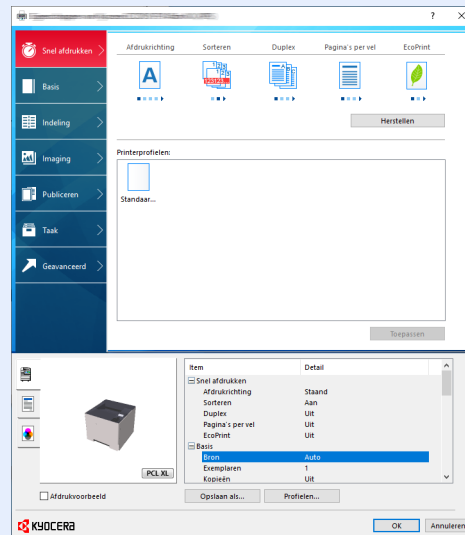 ?
Snel afdrukken
Afdrukrichting Sorteren Duplex Pagina's per vel EcoPrint
A
123123
Basis
Indeling
Herstellen
Imaging
Printerprofielen:
Publiceren
Standaar...
Taak
Geavanceerd
Toepassen
Item Detail
Snel afdrukken
Afdrukrichting Staand
Sorteren Aan
Duplex Uit
Pagina's per vel Uit
EcoPrint Uit
Basis
Bron Auto
Exemplaren 1
Kopieën Uit
PCL XL
Afdrukvoorbeeld
Opslaan als... Profielen...
KYOCERA
OK Annuleren